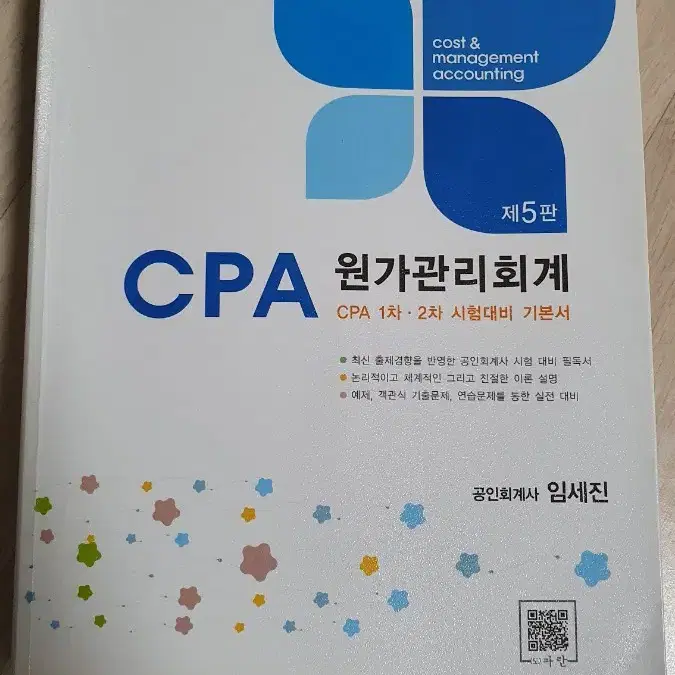 cost &
management
accounting
제5판
CPA 원가관리회계
CPA 1차 · 2차 시험대비 기본서
최신 출제경향을 반영한 공인회계사 시험 대비 필독서
논리적이고 체계적인 그리고 친절한 이론 설명
예제, 객관식 기출문제, 연습문제를 통한 실전 대비
공인회계사 임세진
(도)파란